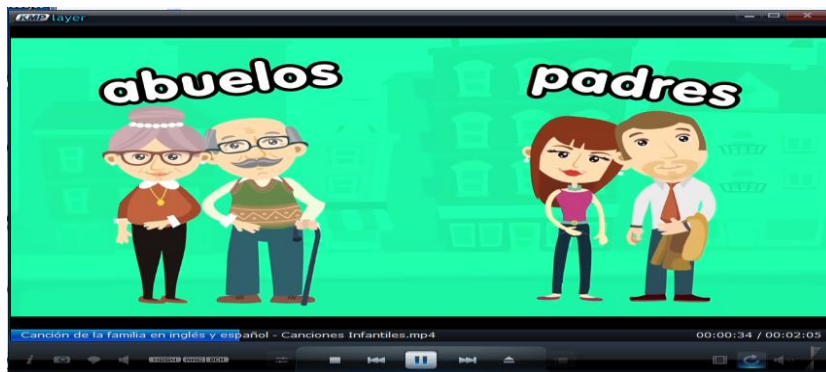 KMPlayer
abuelos
padres
Canción de la familia en inglés y español - Canciones Infantiles.mp4
00:00:34 / 00:02:05